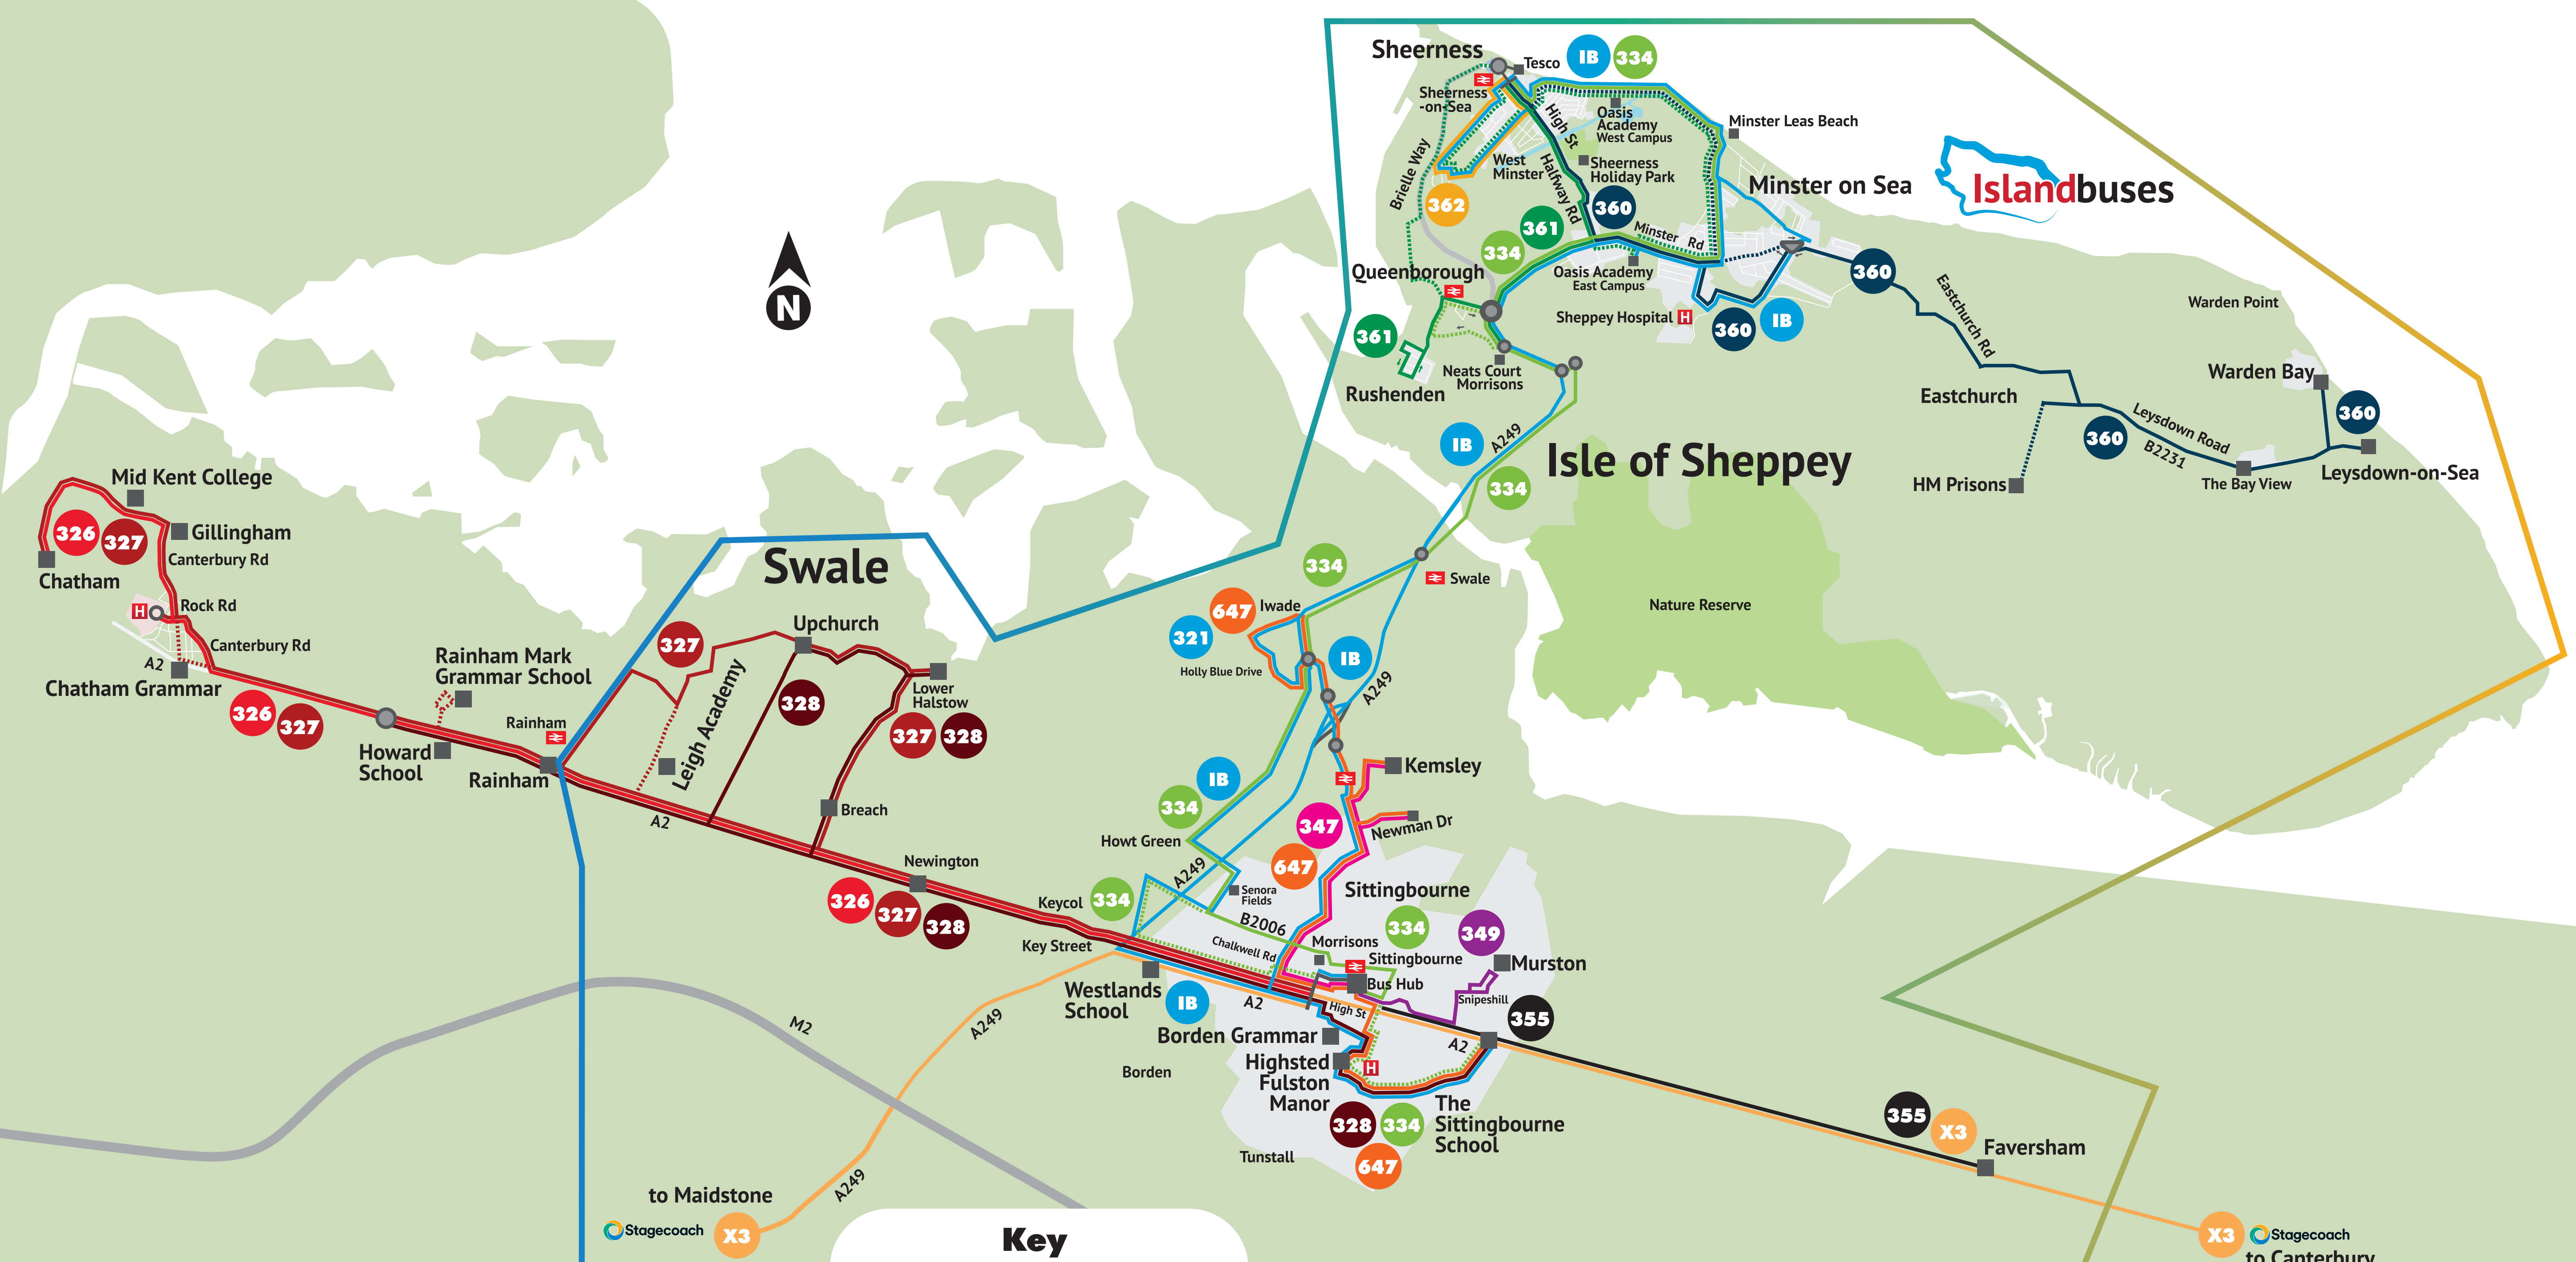 Sheerness
Tesco
IB
334
Sheerness
-on-Sea
High St
Oasis
Academy
West Campus
Minster Leas Beach
Brielle Way
West
Minster
Halfway Rd
Sheerness
Holiday Park
Minster on Sea
Islandbuses
362
360
361
334
Minster Rd
Queenborough
Oasis Academy
East Campus
360
Eastchurch Rd
Warden Point
N
361
Sheppey Hospital
H
360
IB
Neats Court
Morrisons
Rushenden
Eastchurch
Warden Bay
360
Leysdown Road
B2231
360
IB
A249
Isle of Sheppey
334
HM Prisons
The Bay View
Leysdown-on-Sea
Mid Kent College
326
327
Gillingham
Canterbury Rd
Chatham
H
Rock Rd
Canterbury Rd
A2
Chatham Grammar
326
327
Rainham Mark
Grammar School
Howard
School
Rainham
Rainham
Swale
327
Upchurch
Leigh Academy
328
Lower
Halstow
327
328
A2
Breach
Newington
326
327
328
334
Swale
647
Iwade
321
Holly Blue Drive
IB
A249
Nature Reserve
IB
334
Howt Green
Kemsley
347
Newman Dr
647
A249
Senora
Fields
Sittingbourne
Keycol
334
Key Street
B2006
Chalkwell Rd
334
349
Morrisons
Sittingbourne
Bus Hub
Murston
Snipeshill
Westlands
School
IB
A2
High St
355
A2
Borden Grammar
Highsted
Fulston
Manor
H
Borden
The
Sittingbourne
School
328
334
647
Tunstall
M2
A249
A249
355
X3
Faversham
to Maidstone
Stagecoach
X3
Key
X3
Stagecoach
to Canterbury